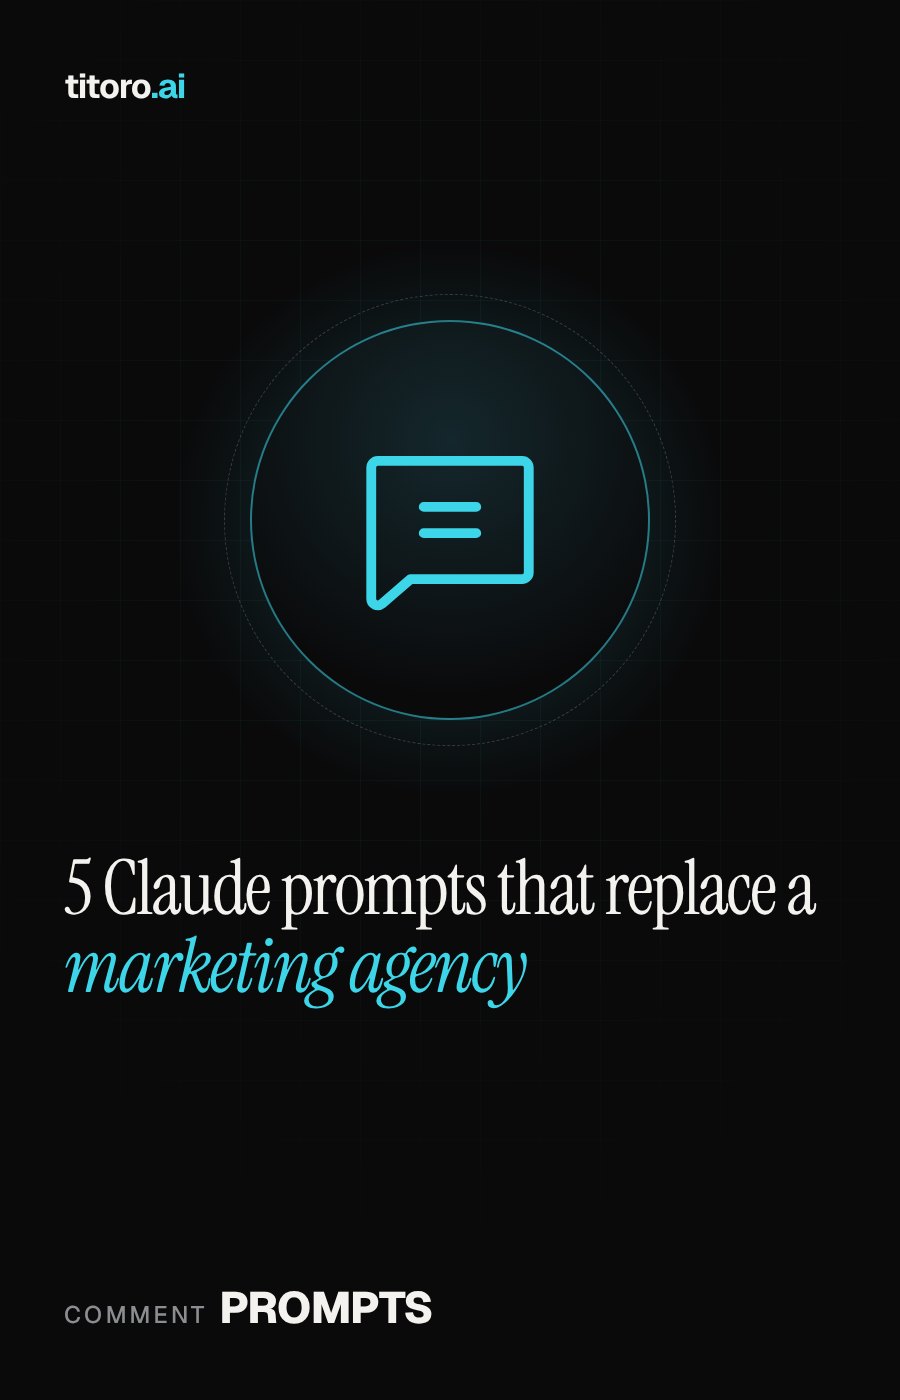 titoro.ai
5 Claude prompts that replace a
marketing agency
COMMENT PROMPTS